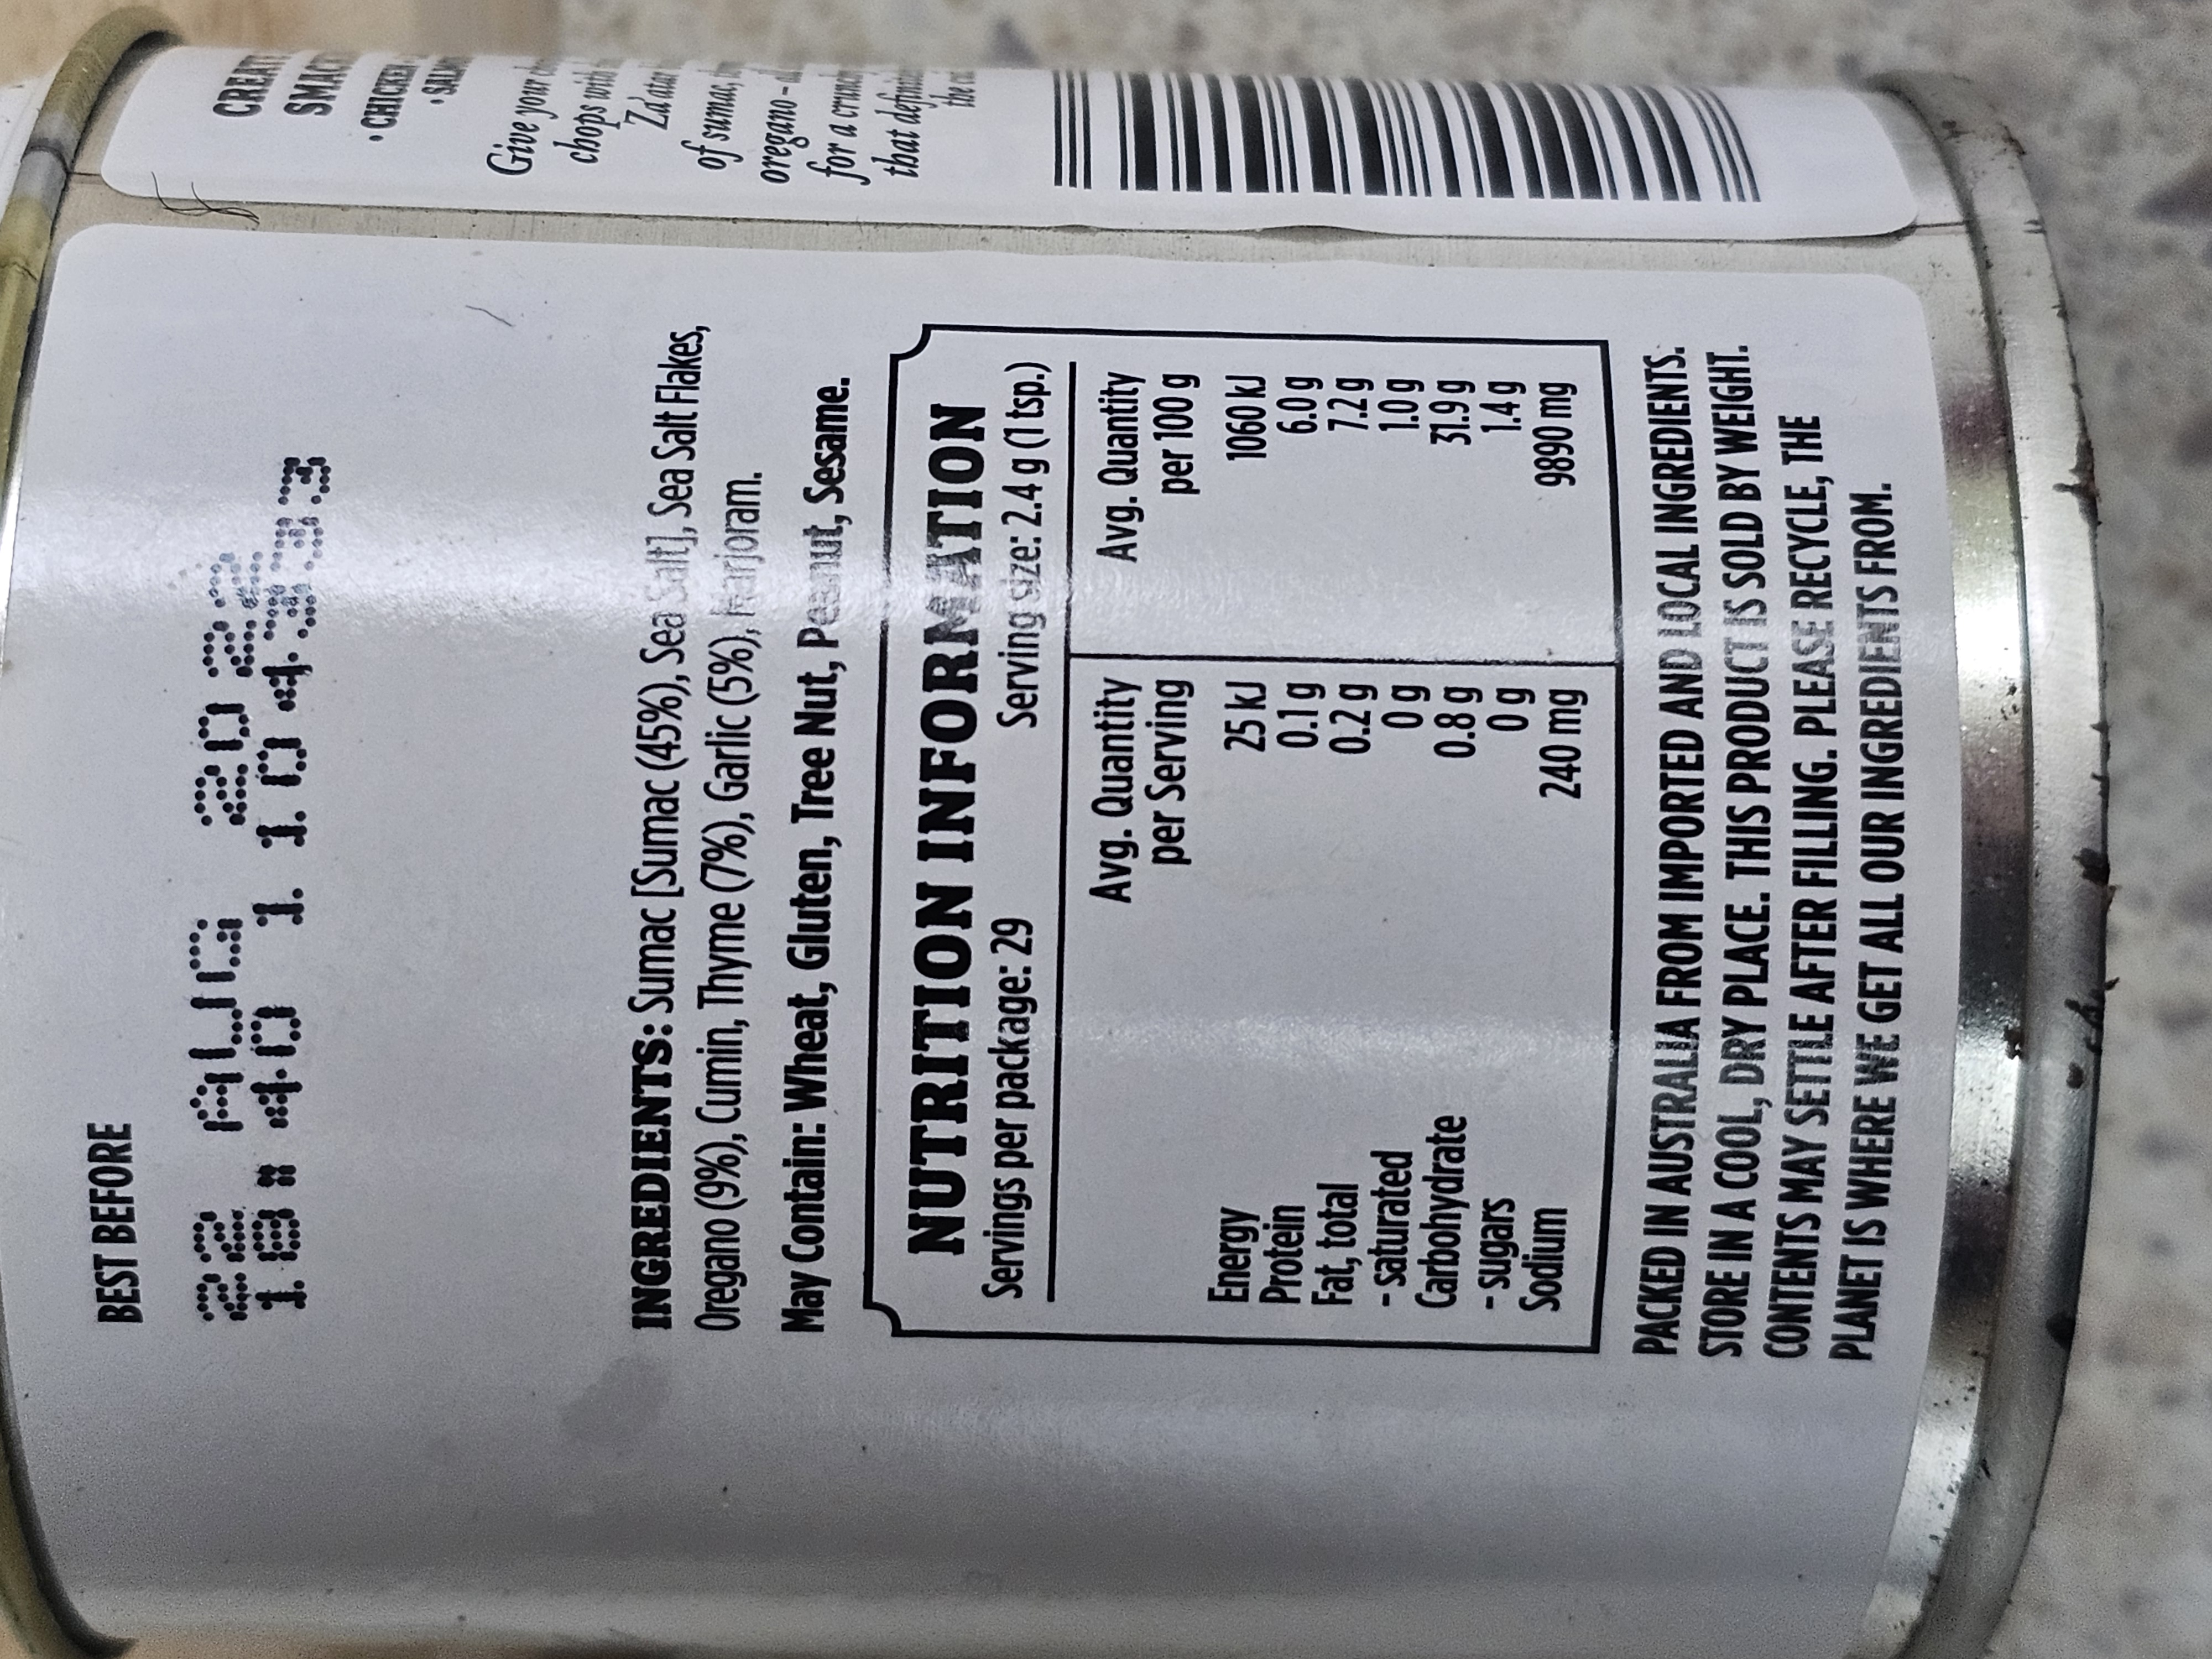 BEST BEFORE
22 AUG
18:40 1
INGREDIENTS: Sumac [Sumac (45%), Sea Salt], Sea Salt Flakes,
Oregano (9%), Cumin, Thyme (7%), Garlic (5%), Marjoram.
May Contain: Wheat, Gluten, Tree Nut, Peanut, Sesame.
NUTRITION INFORMATION
Servings per package: 29 Serving size: 2.4 g (1 tsp.)
Avg. Quantity Avg. Quantity
per Serving per 100 g
Energy 25 kJ 1060 kJ
Protein 0.1 g 6.0 g
Fat, total 0.2 g 7.2 g
- saturated 0 g 1.0 g
Carbohydrate 0.8 g 31.9 g
- sugars 0 g 1.4 g
Sodium 240 mg 9890 mg
PACKED IN AUSTRALIA FROM IMPORTED AND LOCAL INGREDIENTS.
STORE IN A COOL, DRY PLACE. THIS PRODUCT IS SOLD BY WEIGHT.
CONTENTS MAY SETTLE AFTER FILLING. PLEASE RECYCLE, THE
PLANET IS WHERE WE GET ALL OUR INGREDIENTS FROM.
• CHICKEN
Give your
chops with
Za'atar
of sumac,
oregano -
for a
that
the